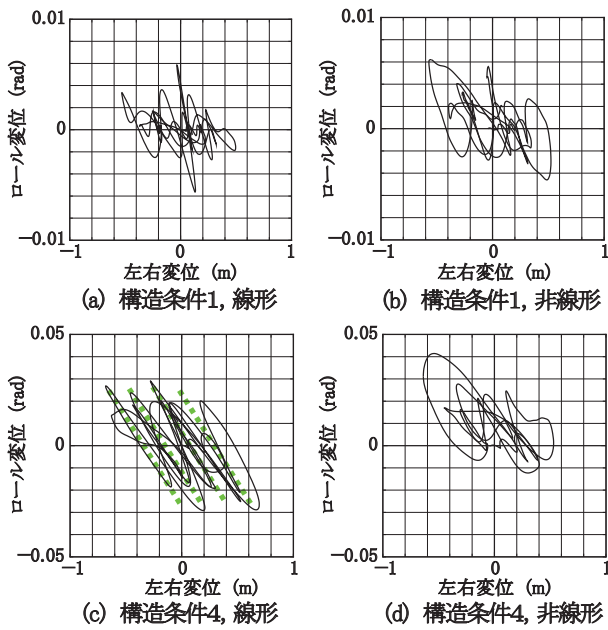 0.01
ロール変位 (rad)
0
−0.01
−1
0
1
左右変位 (m)
(a) 構造条件1, 線形
0.01
ロール変位 (rad)
0
−0.01
−1
0
1
左右変位 (m)
(b) 構造条件1, 非線形
0.05
ロール変位 (rad)
0
−0.05
−1
0
1
左右変位 (m)
(c) 構造条件4, 線形
0.05
ロール変位 (rad)
0
−0.05
−1
0
1
左右変位 (m)
(d) 構造条件4, 非線形